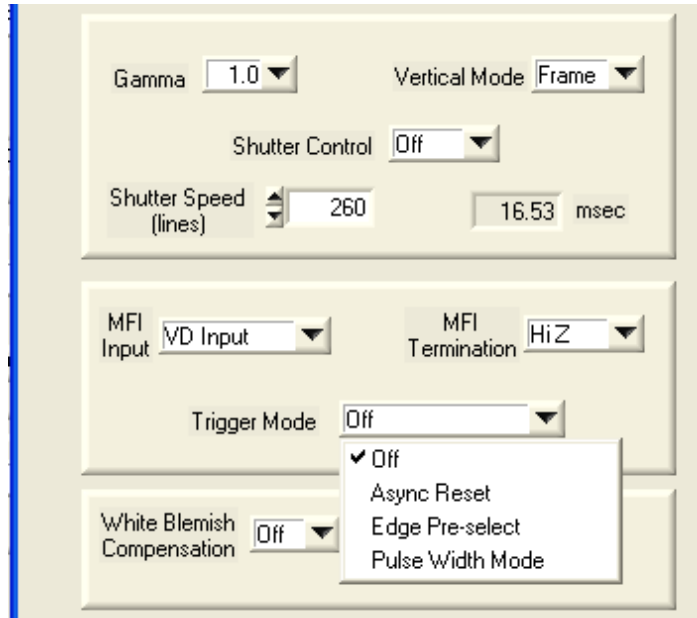 Gamma 1.0 Vertical Mode Frame
Shutter Control Off
Shutter Speed
(lines) 260 16.53 msec
MFI
Input VD Input MFI
Termination Hi Z
Trigger Mode Off
✔ Off
Async Reset
Edge Pre-select
Pulse Width Mode
White Blemish
Compensation Off